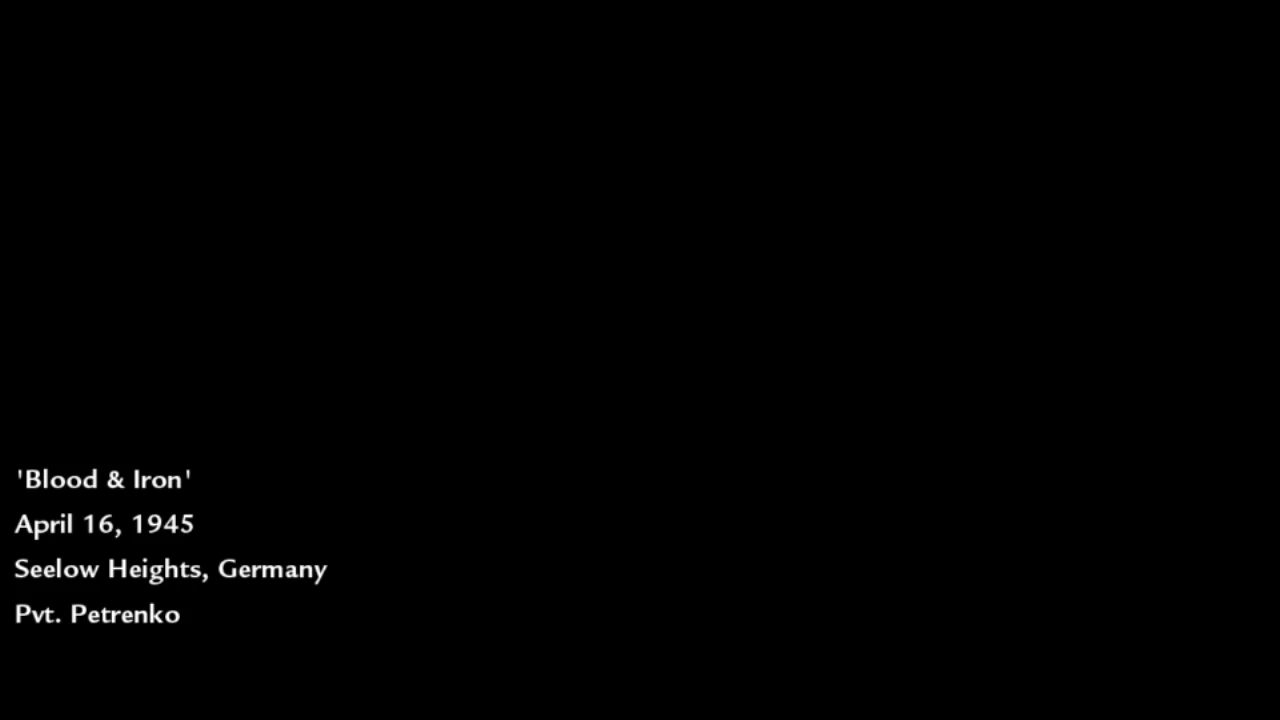 'Blood & Iron'
April 16, 1945
Seelow Heights, Germany
Pvt. Petrenko